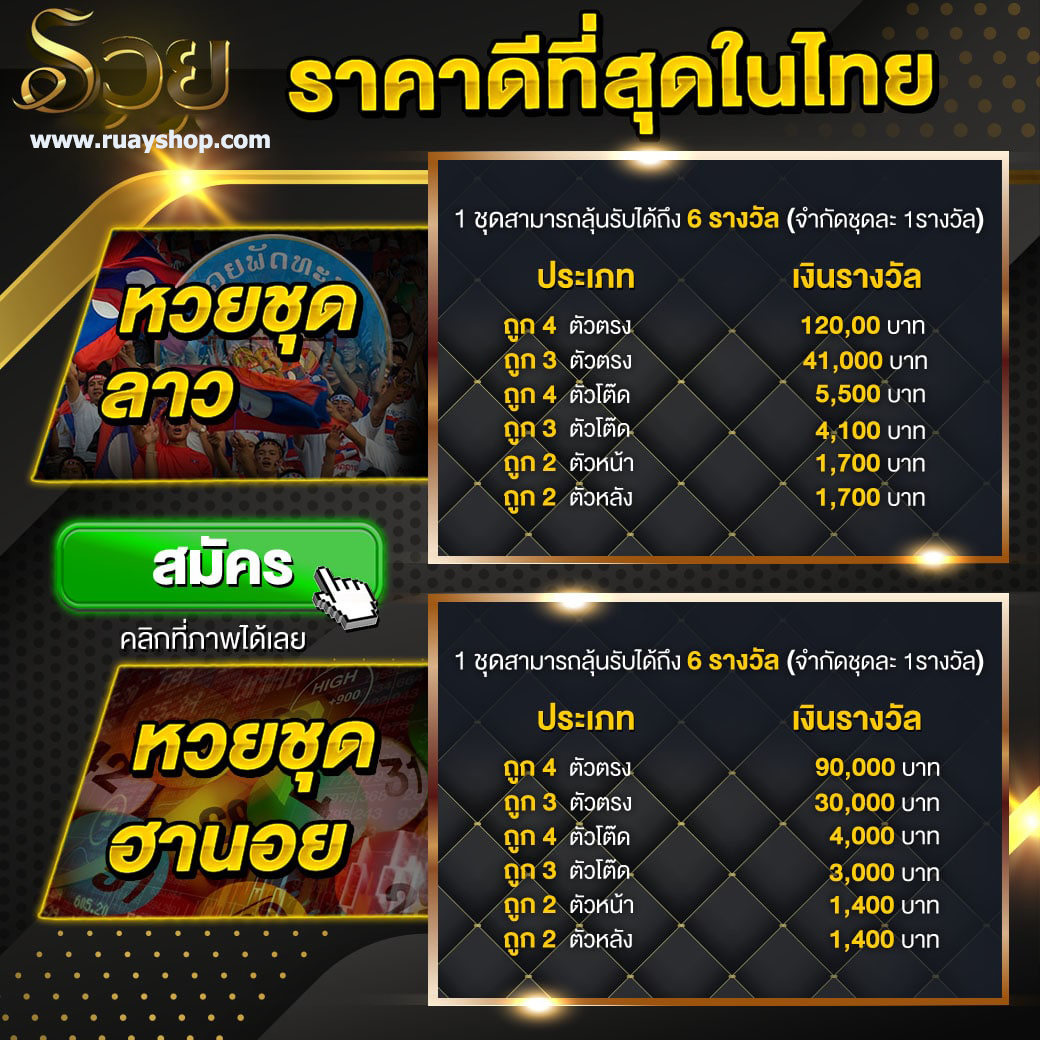 รวย
www.ruayshop.com
ราคาดีที่สุดในไทย
หวยชุด
ลาว
1 ชุดสามารถลุ้นรับได้ถึง 6 รางวัล (จำกัดชุดละ 1รางวัล)
ประเภท เงินรางวัล
ถูก 4 ตัวตรง 120,00 บาท
ถูก 3 ตัวตรง 41,000 บาท
ถูก 4 ตัวโต๊ด 5,500 บาท
ถูก 3 ตัวโต๊ด 4,100 บาท
ถูก 2 ตัวหน้า 1,700 บาท
ถูก 2 ตัวหลัง 1,700 บาท
สมัคร
คลิกที่ภาพได้เลย
HIGH
+900
31
หวยชุด
ฮานอย
685.20
1 ชุดสามารถลุ้นรับได้ถึง 6 รางวัล (จำกัดชุดละ 1รางวัล)
ประเภท เงินรางวัล
ถูก 4 ตัวตรง 90,000 บาท
ถูก 3 ตัวตรง 30,000 บาท
ถูก 4 ตัวโต๊ด 4,000 บาท
ถูก 3 ตัวโต๊ด 3,000 บาท
ถูก 2 ตัวหน้า 1,400 บาท
ถูก 2 ตัวหลัง 1,400 บาท